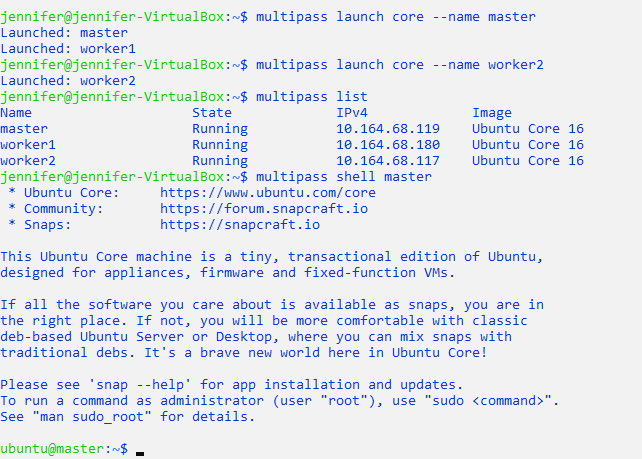 jennifer@jennifer-VirtualBox:~$ multipass launch core --name master
Launched: master
Launched: worker1
jennifer@jennifer-VirtualBox:~$ multipass launch core --name worker2
Launched: worker2
jennifer@jennifer-VirtualBox:~$ multipass list
Name State IPv4 Image
master Running 10.164.68.119 Ubuntu Core 16
worker1 Running 10.164.68.180 Ubuntu Core 16
worker2 Running 10.164.68.117 Ubuntu Core 16
jennifer@jennifer-VirtualBox:~$ multipass shell master
* Ubuntu Core: https://www.ubuntu.com/core
* Community: https://forum.snapcraft.io
* Snaps: https://snapcraft.io
This Ubuntu Core machine is a tiny, transactional edition of Ubuntu,
designed for appliances, firmware and fixed-function VMs.
If all the software you care about is available as snaps, you are in
the right place. If not, you will be more comfortable with classic
deb-based Ubuntu Server or Desktop, where you can mix snaps with
traditional debs. It's a brave new world here in Ubuntu Core!
Please see 'snap --help' for app installation and updates.
To run a command as administrator (user "root"), use "sudo <command>".
See "man sudo_root" for details.
ubuntu@master:~$